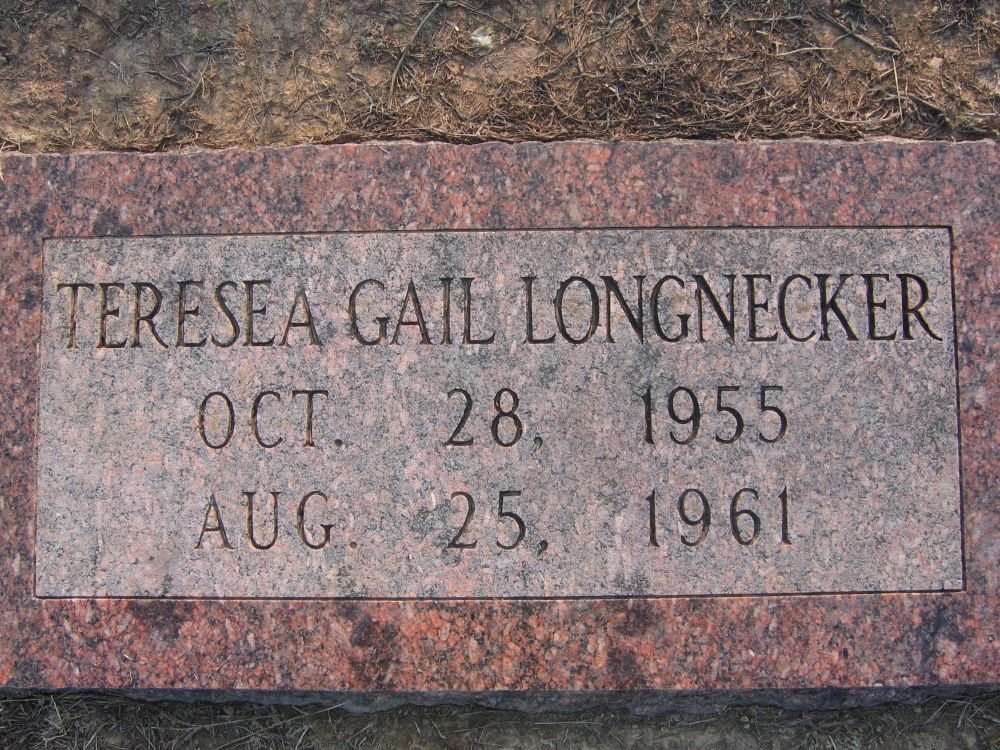 TERESEA GAIL LONGNECKER
OCT. 28, 1955
AUG. 25, 1961